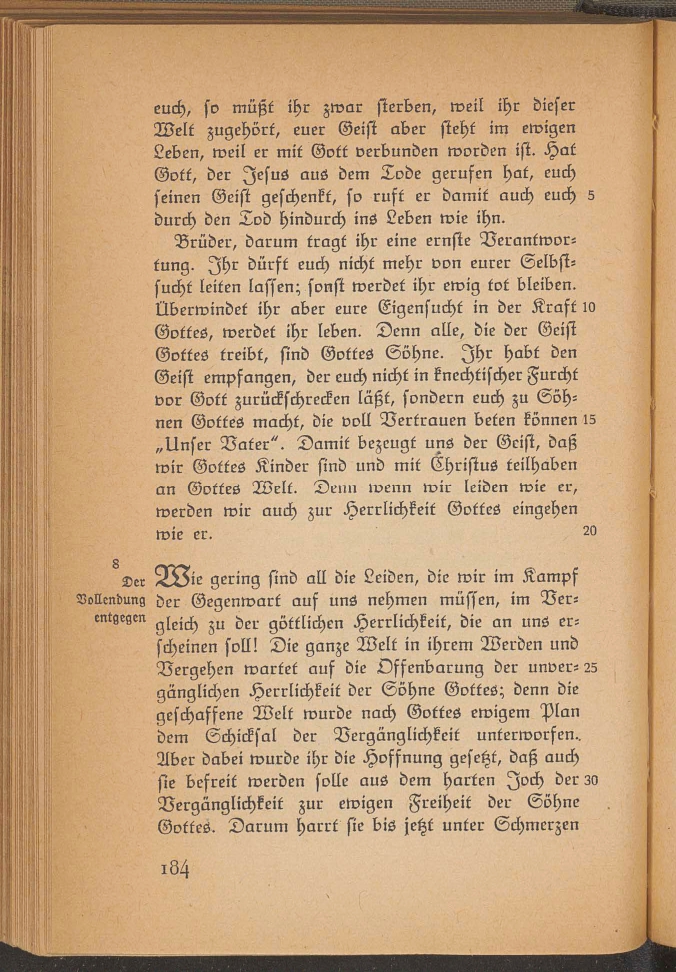 euch, so müßt ihr zwar sterben, weil ihr dieser
Welt zugehört, euer Geist aber steht im ewigen
Leben, weil er mit Gott verbunden worden ist. Hat
Gott, der Jesus aus dem Tode gerufen hat, euch
seinen Geist geschenkt, so ruft er damit auch euch 5
durch den Tod hindurch ins Leben wie ihn.
Brüder, darum tragt ihr eine ernste Verantwor-
tung. Ihr dürft euch nicht mehr von eurer Selbst-
sucht leiten lassen; sonst werdet ihr ewig tot bleiben.
Überwindet ihr aber eure Eigensucht in der Kraft 10
Gottes, werdet ihr leben. Denn alle, die der Geist
Gottes treibt, sind Gottes Söhne. Ihr habt den
Geist empfangen, der euch nicht in knechtischer Furcht
vor Gott zurückschrecken läßt, sondern euch zu Söh-
nen Gottes macht, die voll Vertrauen beten können 15
„Unser Vater“. Damit bezeugt uns der Geist, daß
wir Gottes Kinder sind und mit Christus teilhaben
an Gottes Welt. Denn wenn wir leiden wie er,
werden wir auch zur Herrlichkeit Gottes eingehen
wie er. 20
8
Der
Vollendung
entgegen
Wie gering sind all die Leiden, die wir im Kampf
der Gegenwart auf uns nehmen müssen, im Ver-
gleich zu der göttlichen Herrlichkeit, die an uns er-
scheinen soll! Die ganze Welt in ihrem Werden und
Vergehen wartet auf die Offenbarung der unver- 25
gänglichen Herrlichkeit der Söhne Gottes; denn die
geschaffene Welt wurde nach Gottes ewigem Plan
dem Schicksal der Vergänglichkeit unterworfen.
Aber dabei wurde ihr die Hoffnung gesetzt, daß auch
sie befreit werden solle aus dem harten Joch der 30
Vergänglichkeit zur ewigen Freiheit der Söhne
Gottes. Darum harrt sie bis jetzt unter Schmerzen
184